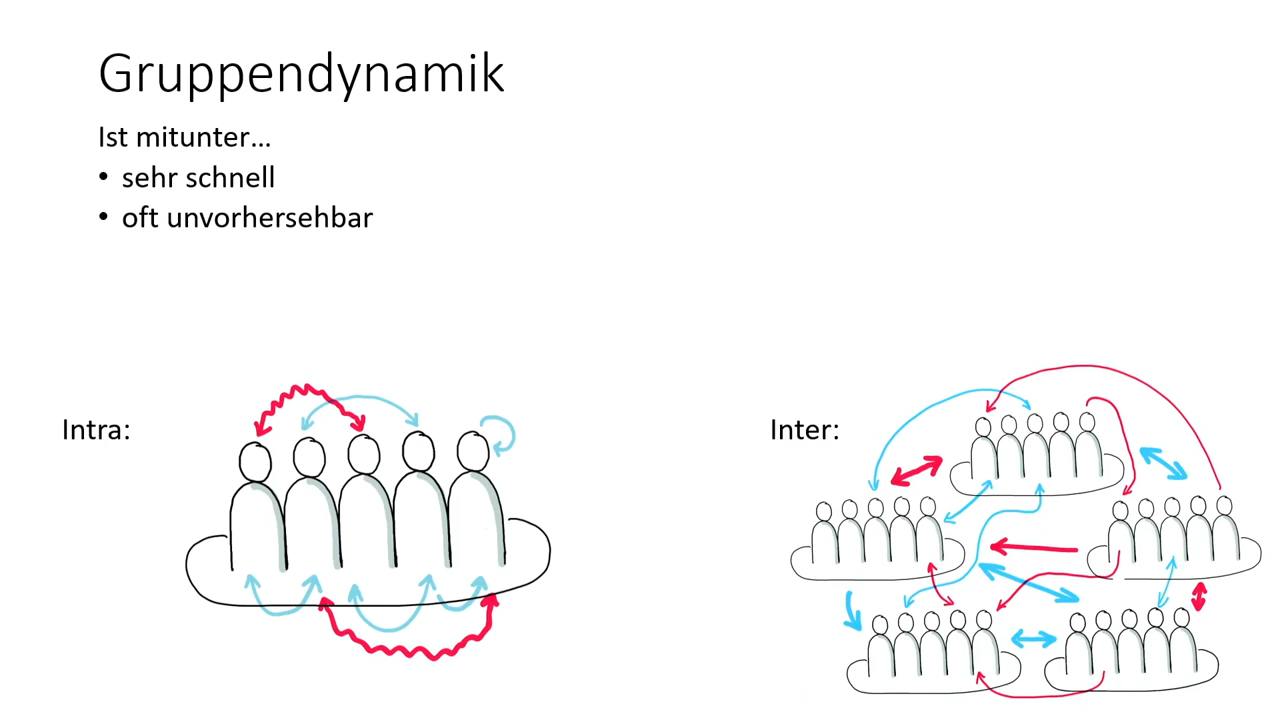 Gruppendynamik
Ist mitunter...
• sehr schnell
• oft unvorhersehbar
Intra:
Inter: